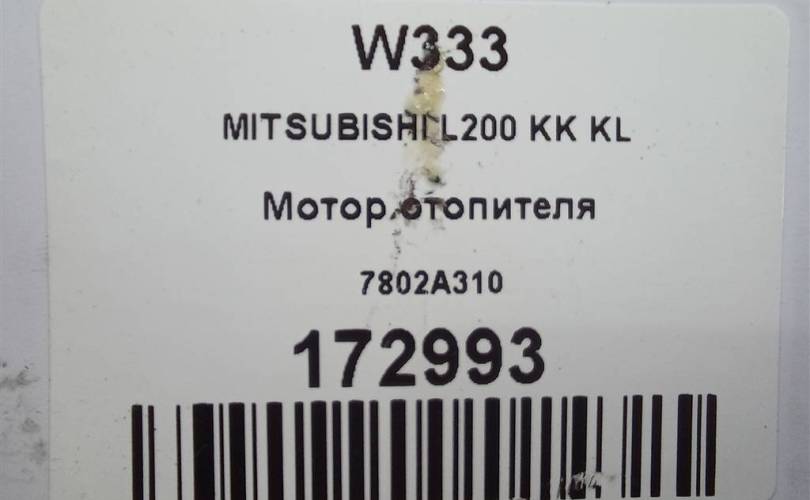 W333
MITSUBISHI L200 KK KL
Мотор отопителя
7802A310
172993